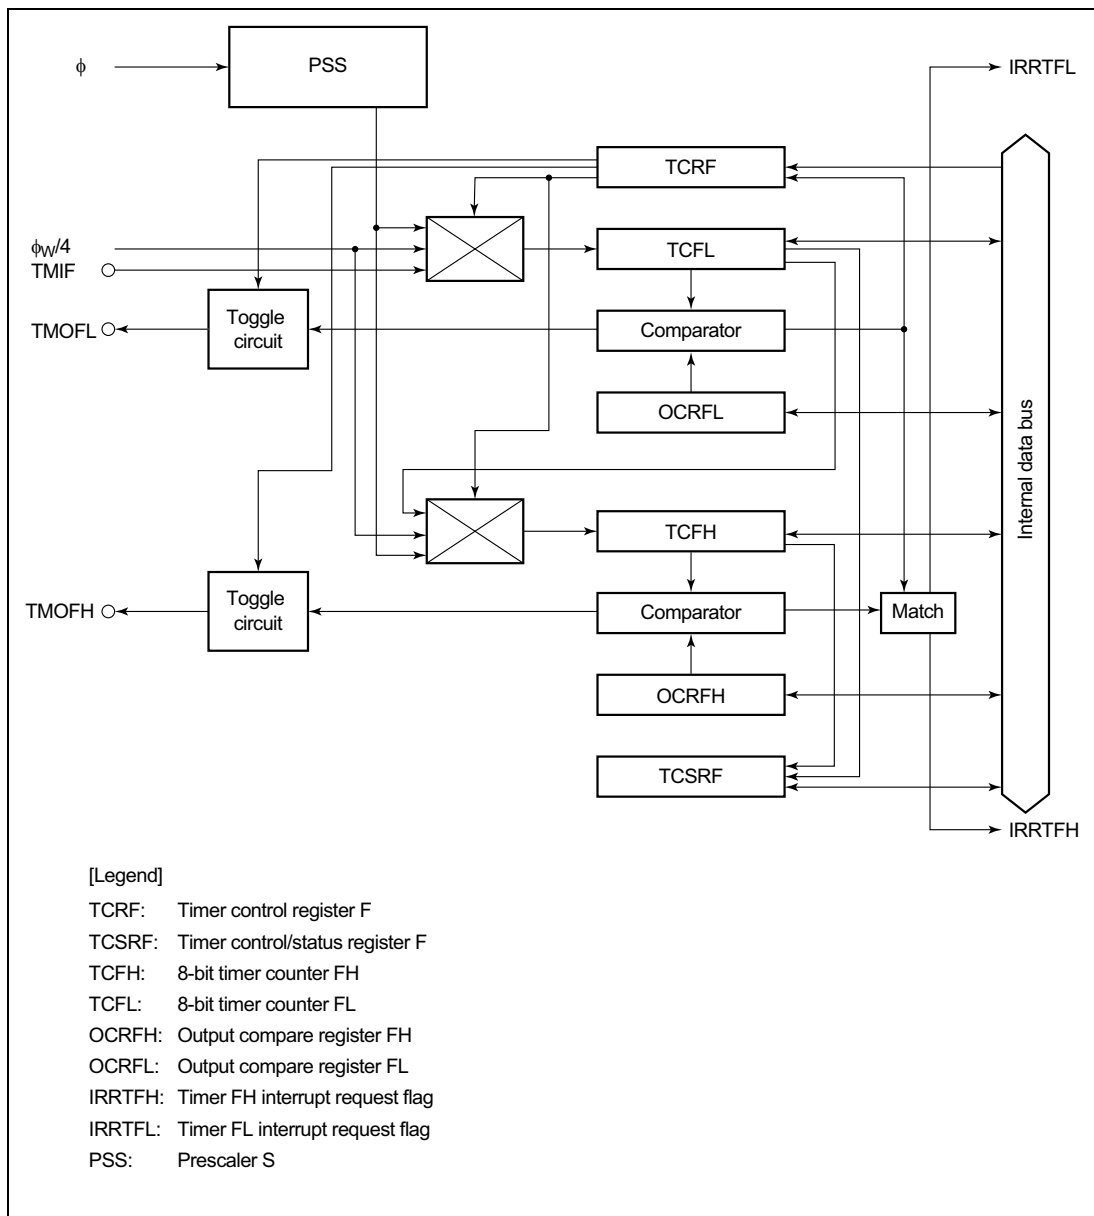 ϕ
PSS
IRRTFL
TCRF
ϕW/4
TMIF
TCFL
TMOFL
Toggle
circuit
Comparator
OCRFL
Internal data bus
TCFH
TMOFH
Toggle
circuit
Comparator
Match
OCRFH
TCSRF
IRRTFH
[Legend]
TCRF: Timer control register F
TCSRF: Timer control/status register F
TCFH: 8-bit timer counter FH
TCFL: 8-bit timer counter FL
OCRFH: Output compare register FH
OCRFL: Output compare register FL
IRRTFH: Timer FH interrupt request flag
IRRTFL: Timer FL interrupt request flag
PSS: Prescaler S